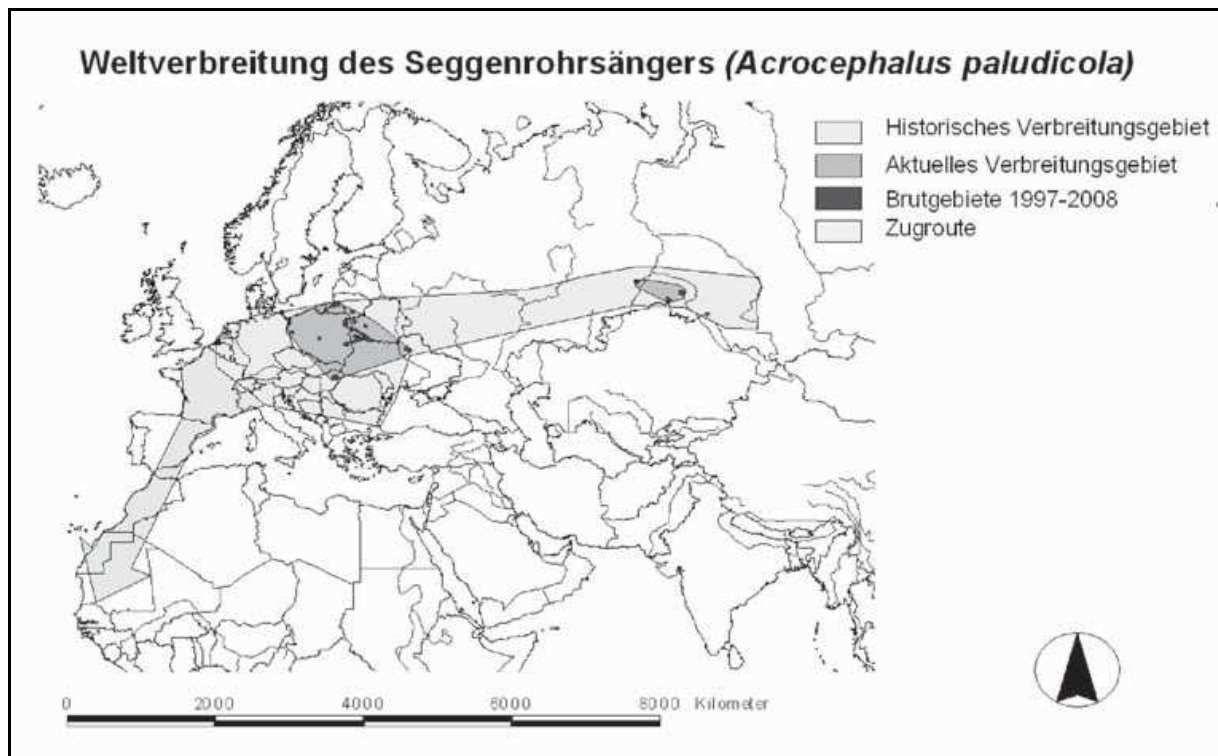 Weltverbreitung des Seggenrohrsängers (Acrocephalus paludicola)
Historisches Verbreitungsgebiet
Aktuelles Verbreitungsgebiet
Brutgebiete 1997-2008
Zugroute
0 2000 4000 6000 8000 Kilometer